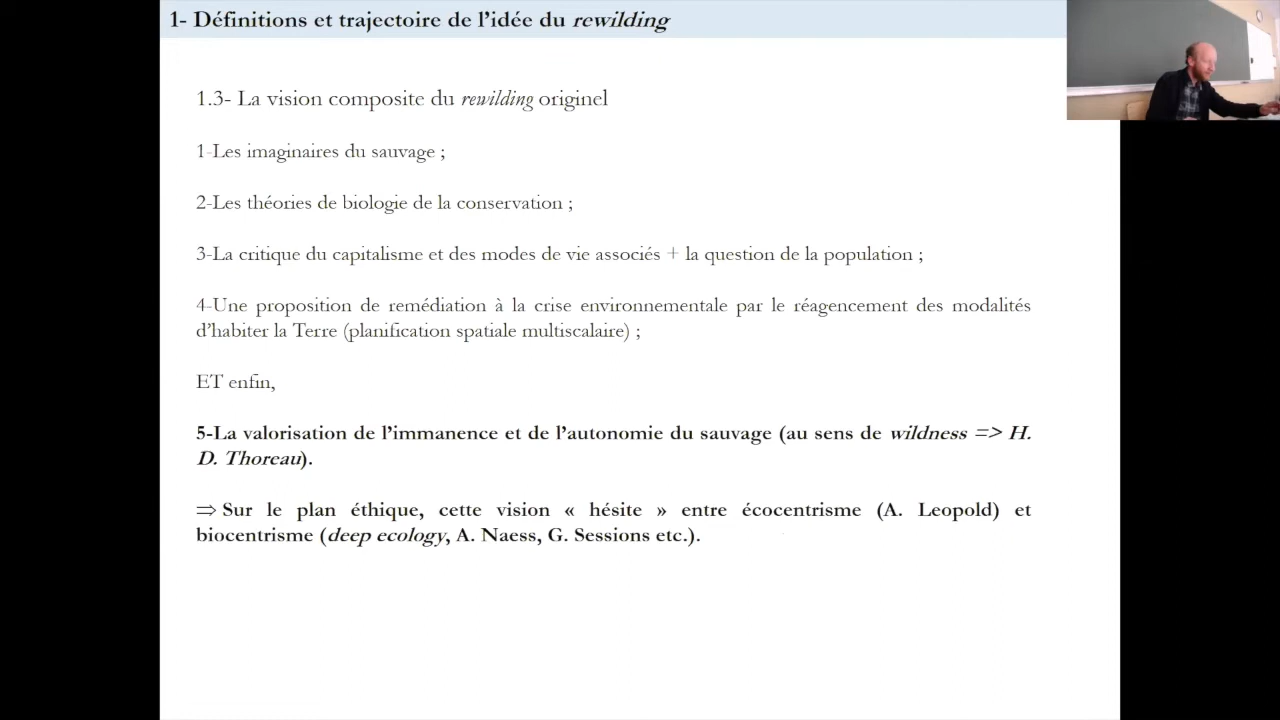 1- Définitions et trajectoire de l’idée du rewilding
1.3- La vision composite du rewilding originel
1-Les imaginaires du sauvage ;
2-Les théories de biologie de la conservation ;
3-La critique du capitalisme et des modes de vie associés + la question de la population ;
4-Une proposition de remédiation à la crise environnementale par le réagencement des modalités
d’habiter la Terre (planification spatiale multiscalaire) ;
ET enfin,
5-La valorisation de l’immanence et de l’autonomie du sauvage (au sens de wildness => H.
D. Thoreau).
⇒ Sur le plan éthique, cette vision « hésite » entre écocentrisme (A. Leopold) et
biocentrisme (deep ecology, A. Naess, G. Sessions etc.).